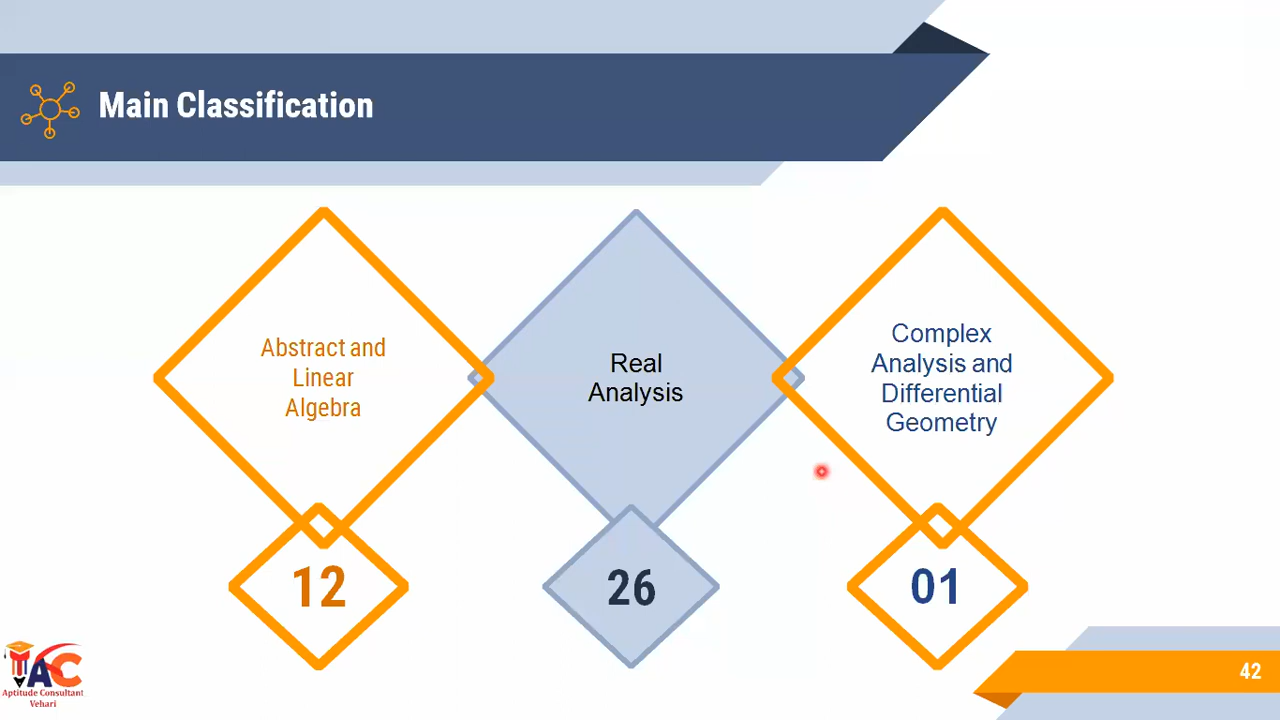 Main Classification
Abstract and
Linear
Algebra
Real
Analysis
Complex
Analysis and
Differential
Geometry
12
26
01
AC
Aptitude Consultant
Vehari
42